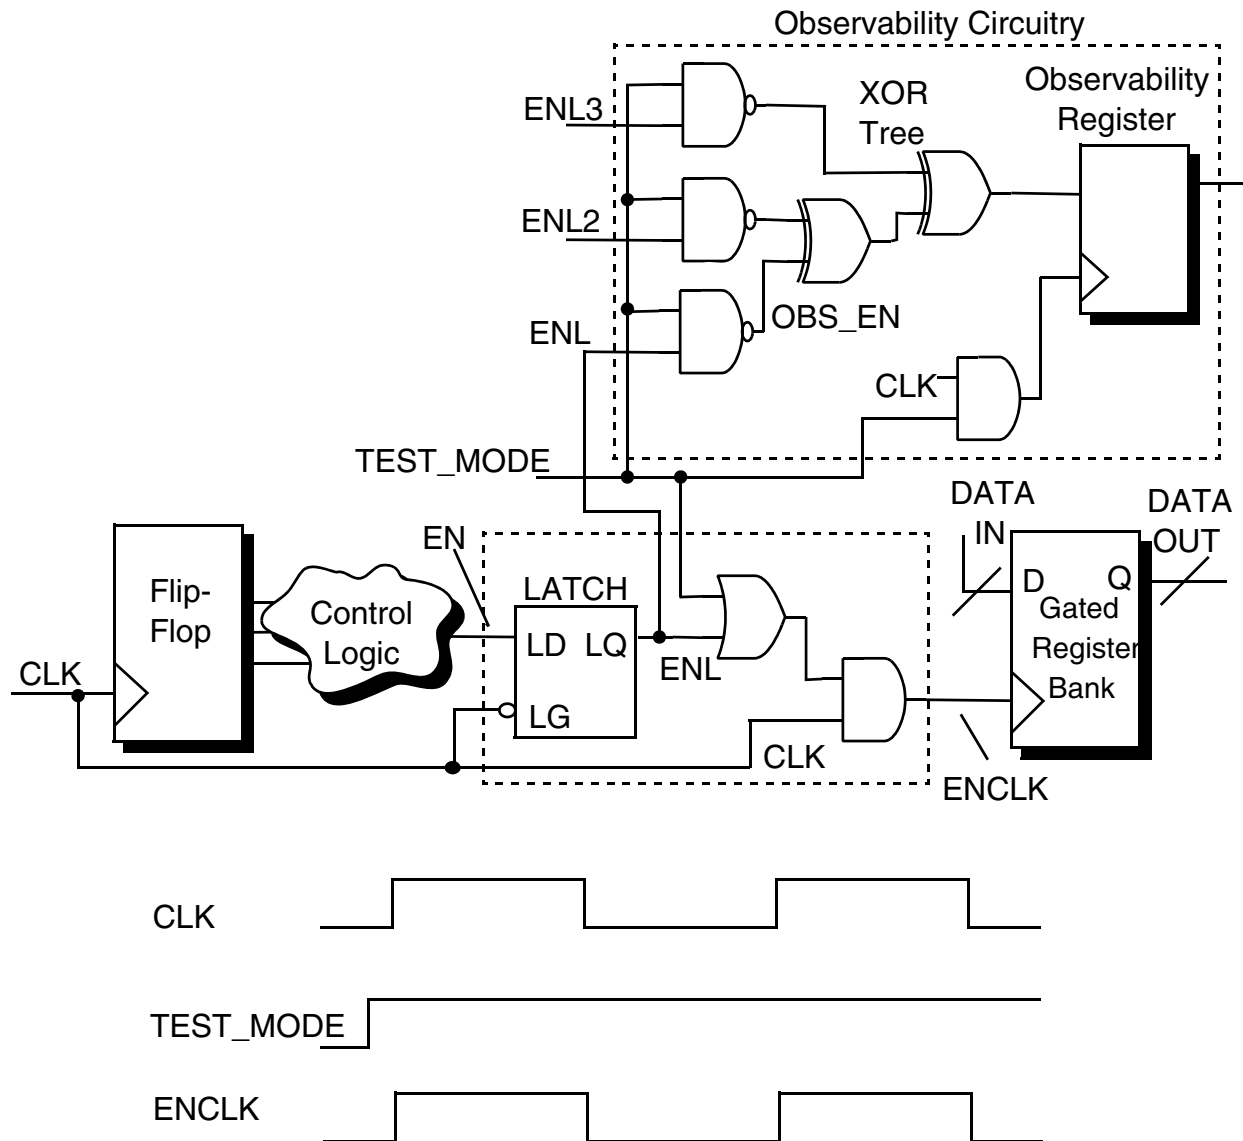 Observability Circuitry
Observability
Register
XOR
Tree
ENL3
ENL2
ENL
OBS_EN
CLK
TEST_MODE
DATA
IN
DATA
OUT
EN
LATCH
Flip-
Flop
Control
Logic
LD LQ
ENL
LG
CLK
CLK
D Q
Gated
Register
Bank
ENCLK
CLK
TEST_MODE
ENCLK